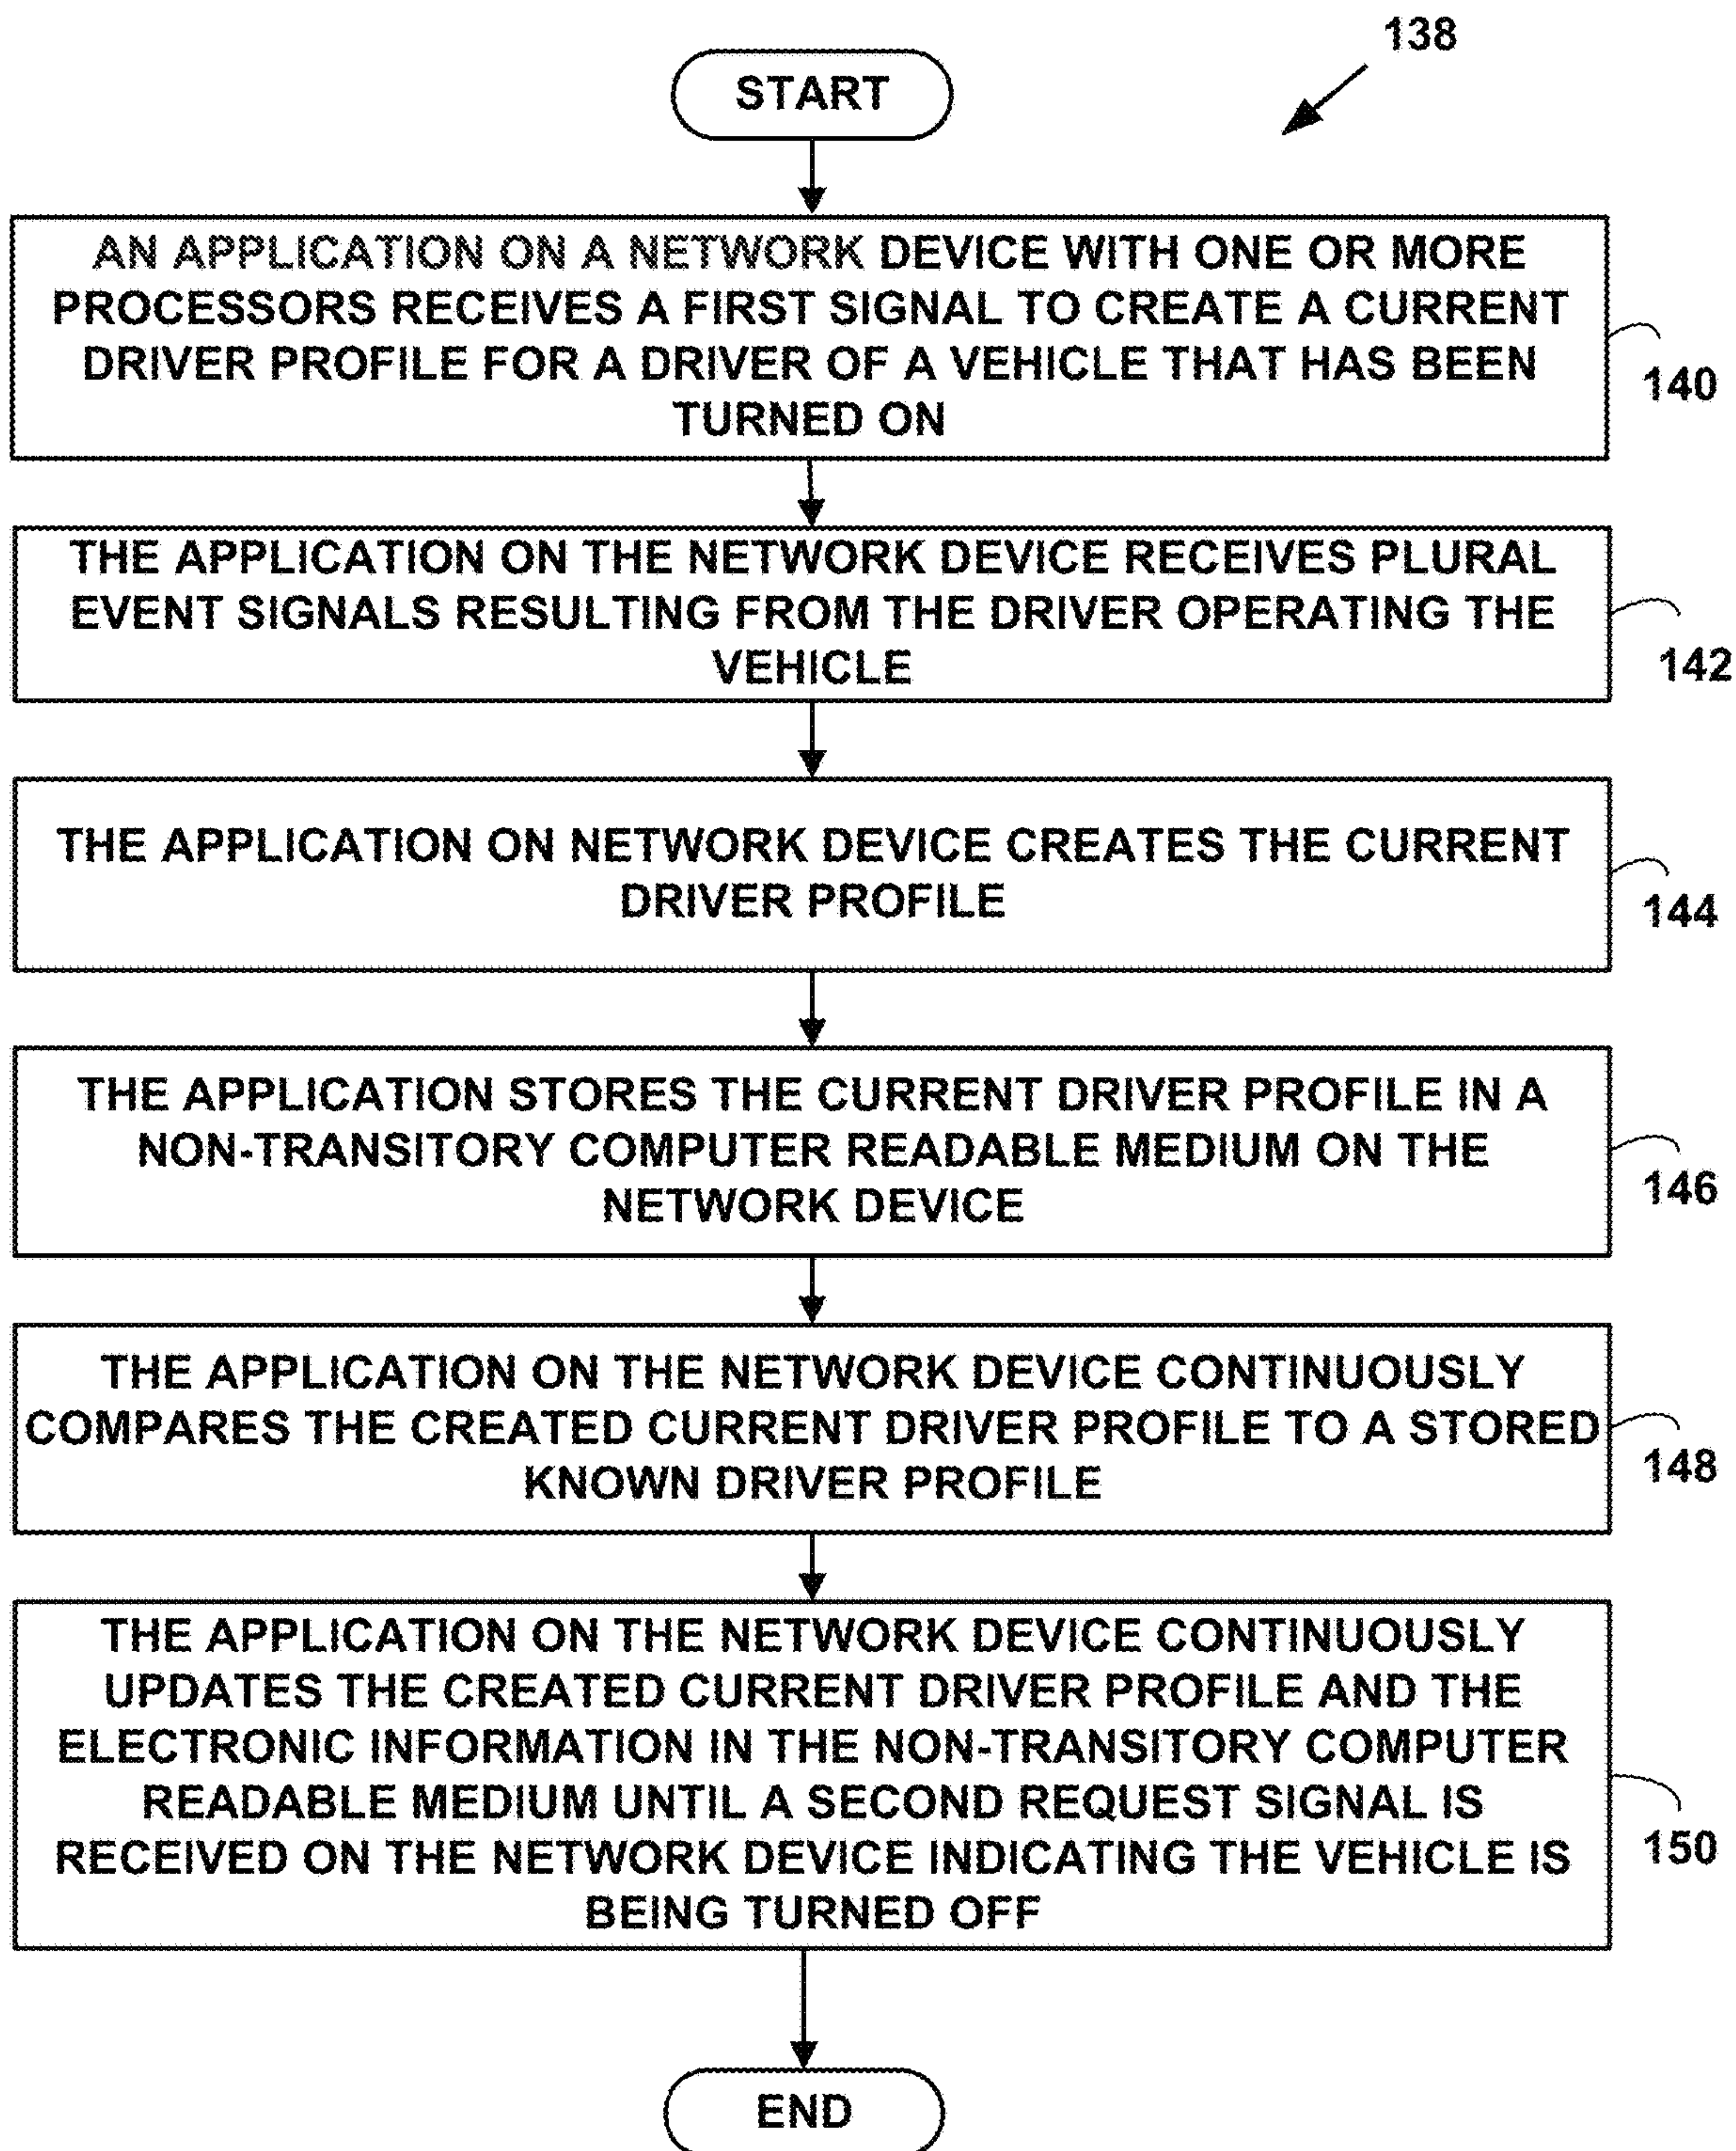 138
START
AN APPLICATION ON A NETWORK DEVICE WITH ONE OR MORE
PROCESSORS RECEIVES A FIRST SIGNAL TO CREATE A CURRENT
DRIVER PROFILE FOR A DRIVER OF A VEHICLE THAT HAS BEEN
TURNED ON
140
THE APPLICATION ON THE NETWORK DEVICE RECEIVES PLURAL
EVENT SIGNALS RESULTING FROM THE DRIVER OPERATING THE
VEHICLE
142
THE APPLICATION ON NETWORK DEVICE CREATES THE CURRENT
DRIVER PROFILE
144
THE APPLICATION STORES THE CURRENT DRIVER PROFILE IN A
NON-TRANSITORY COMPUTER READABLE MEDIUM ON THE
NETWORK DEVICE
146
THE APPLICATION ON THE NETWORK DEVICE CONTINUOUSLY
COMPARES THE CREATED CURRENT DRIVER PROFILE TO A STORED
KNOWN DRIVER PROFILE
148
THE APPLICATION ON THE NETWORK DEVICE CONTINUOUSLY
UPDATES THE CREATED CURRENT DRIVER PROFILE AND THE
ELECTRONIC INFORMATION IN THE NON-TRANSITORY COMPUTER
READABLE MEDIUM UNTIL A SECOND REQUEST SIGNAL IS
RECEIVED ON THE NETWORK DEVICE INDICATING THE VEHICLE IS
BEING TURNED OFF
150
END